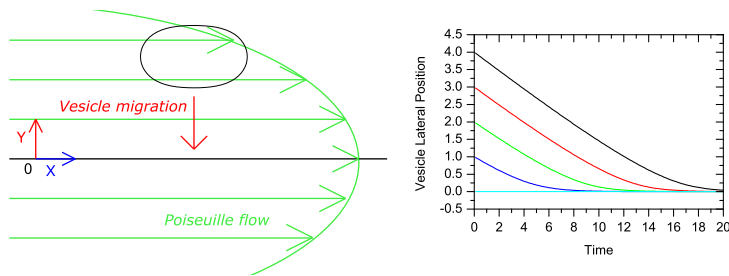 Vesicle migration
Y
0
X
Poiseuille flow
Vesicle Lateral Position
4.5
4.0
3.5
3.0
2.5
2.0
1.5
1.0
0.5
0.0
-0.5
0 2 4 6 8 10 12 14 16 18 20
Time